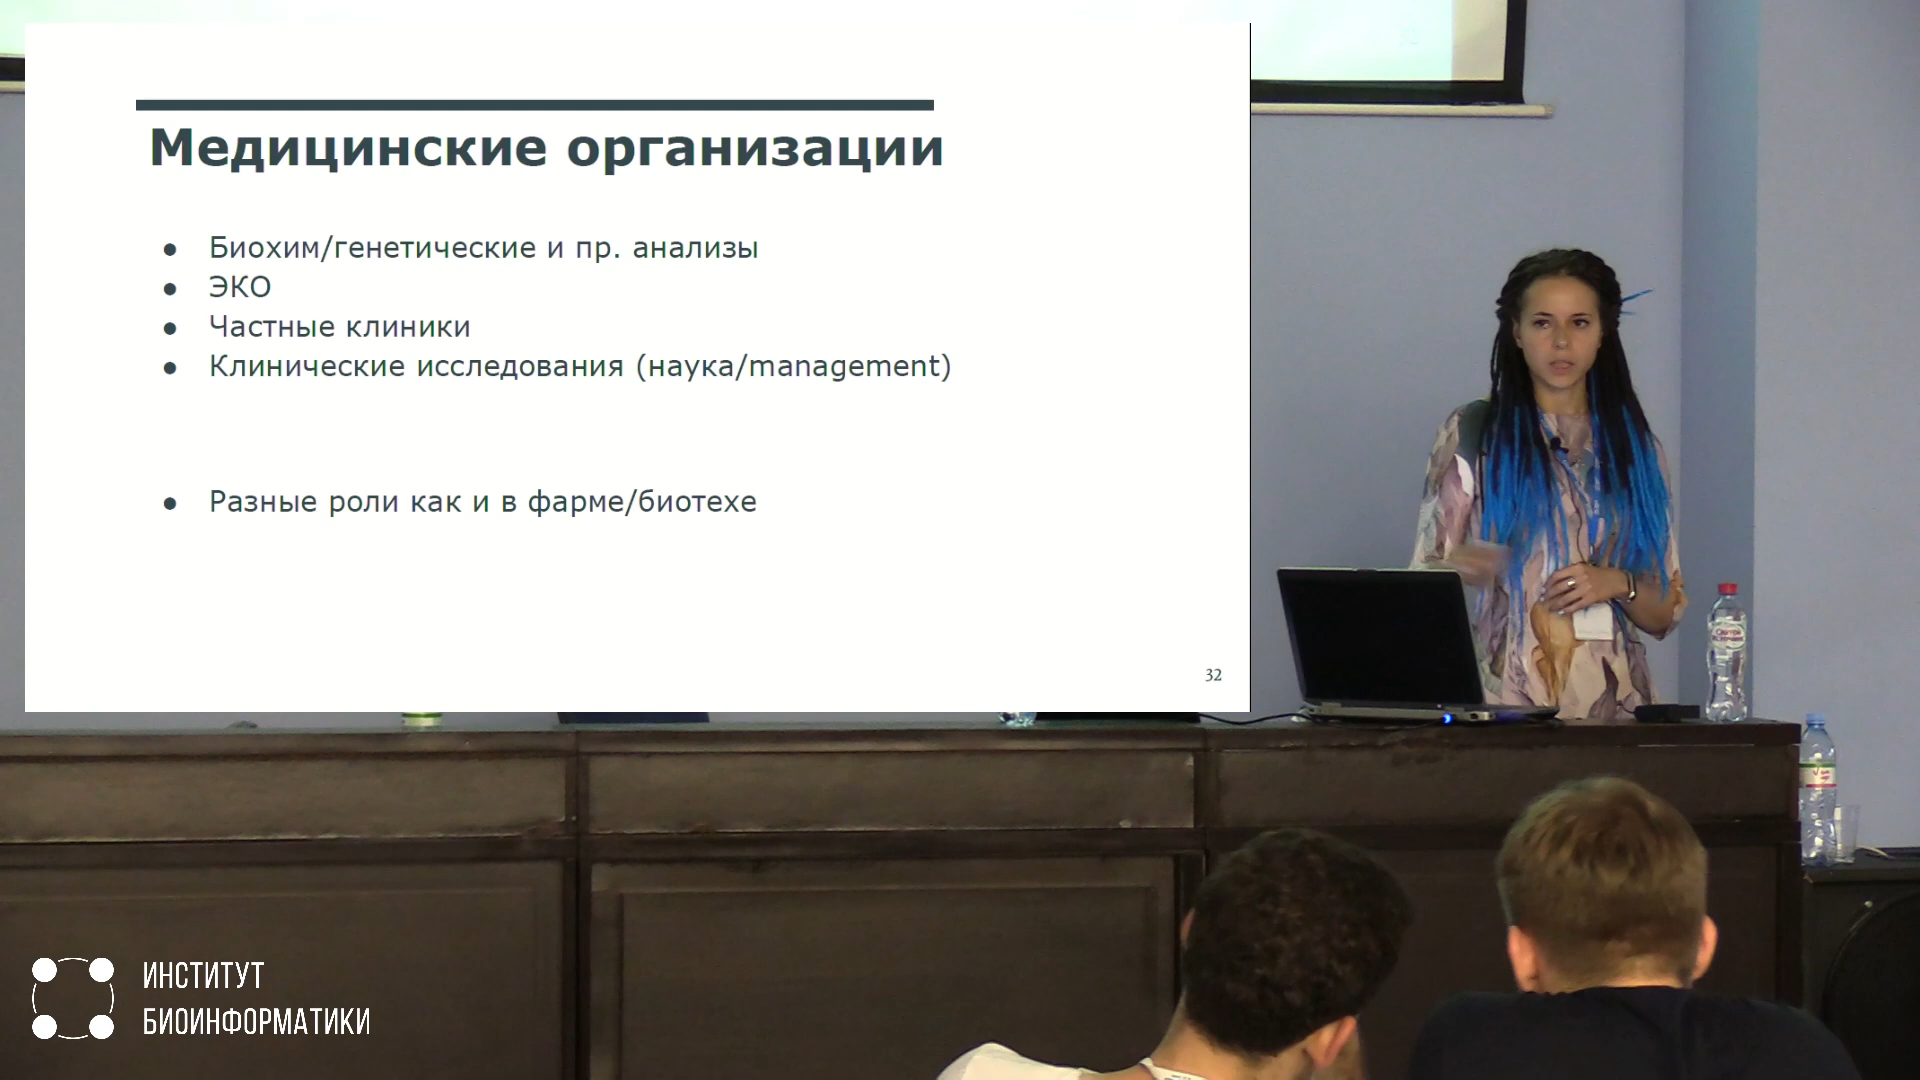 Медицинские организации
● Биохим/генетические и пр. анализы
● ЭКО
● Частные клиники
● Клинические исследования (наука/management)
● Разные роли как и в фарме/биотехе
32
ИНСТИТУТ
БИОИНФОРМАТИКИ